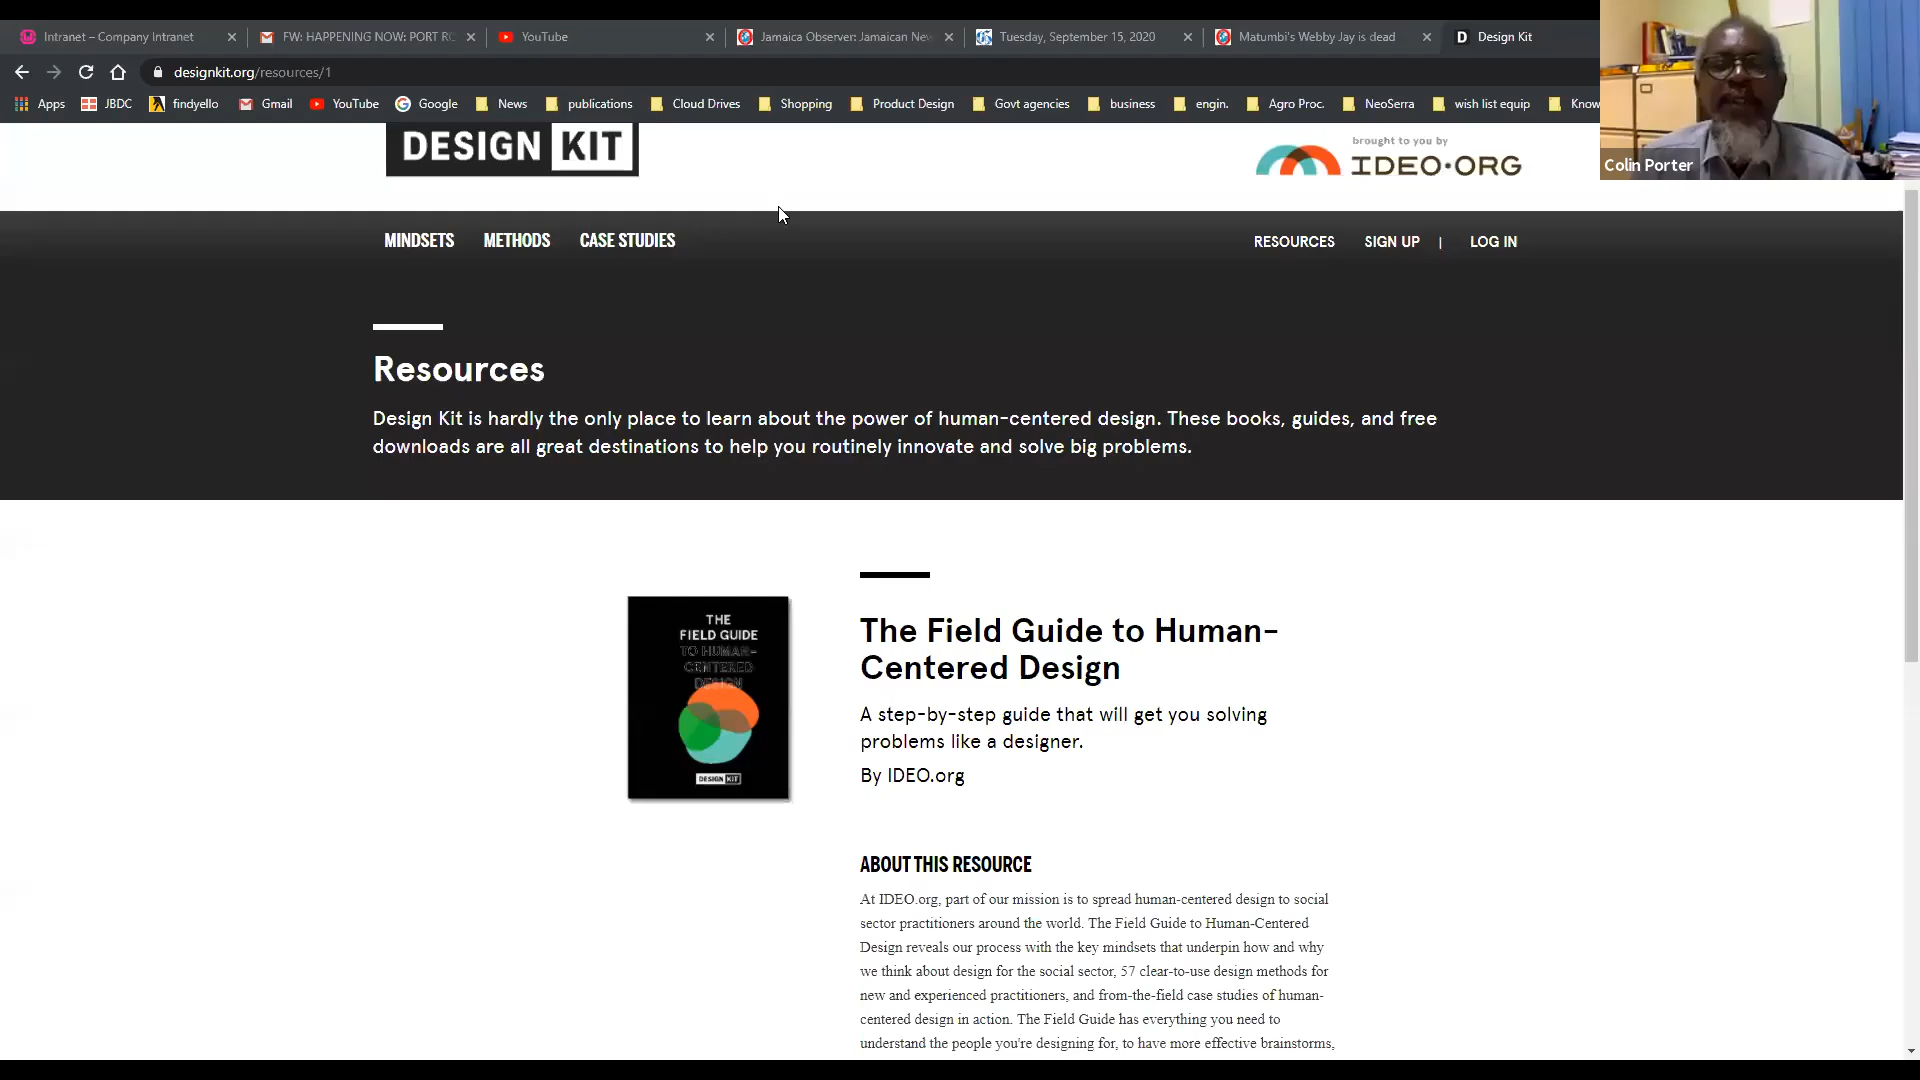 Intranet – Company Intranet
FW: HAPPENING NOW: PORT RO
YouTube
Jamaica Observer: Jamaican New
Tuesday, September 15, 2020
Matumbi's Webby Jay is dead
Design Kit
designkit.org/resources/1
Apps
JBDC
findyello
Gmail
YouTube
Google
News
publications
Cloud Drives
Shopping
Product Design
Govt agencies
business
engin.
Agro Proc.
NeoSerra
wish list equip
Know
Colin Porter
DESIGN KIT
brought to you by
IDEO•ORG
MINDSETS
METHODS
CASE STUDIES
RESOURCES
SIGN UP
|
LOG IN
Resources
Design Kit is hardly the only place to learn about the power of human-centered design. These books, guides, and free
downloads are all great destinations to help you routinely innovate and solve big problems.
THE
FIELD GUIDE
TO HUMAN-
CENTERED
DESIGN
DESIGN KIT
The Field Guide to Human-
Centered Design
A step-by-step guide that will get you solving
problems like a designer.
By IDEO.org
ABOUT THIS RESOURCE
At IDEO.org, part of our mission is to spread human-centered design to social
sector practitioners around the world. The Field Guide to Human-Centered
Design reveals our process with the key mindsets that underpin how and why
we think about design for the social sector, 57 clear-to-use design methods for
new and experienced practitioners, and from-the-field case studies of human-
centered design in action. The Field Guide has everything you need to
understand the people you're designing for, to have more effective brainstorms,